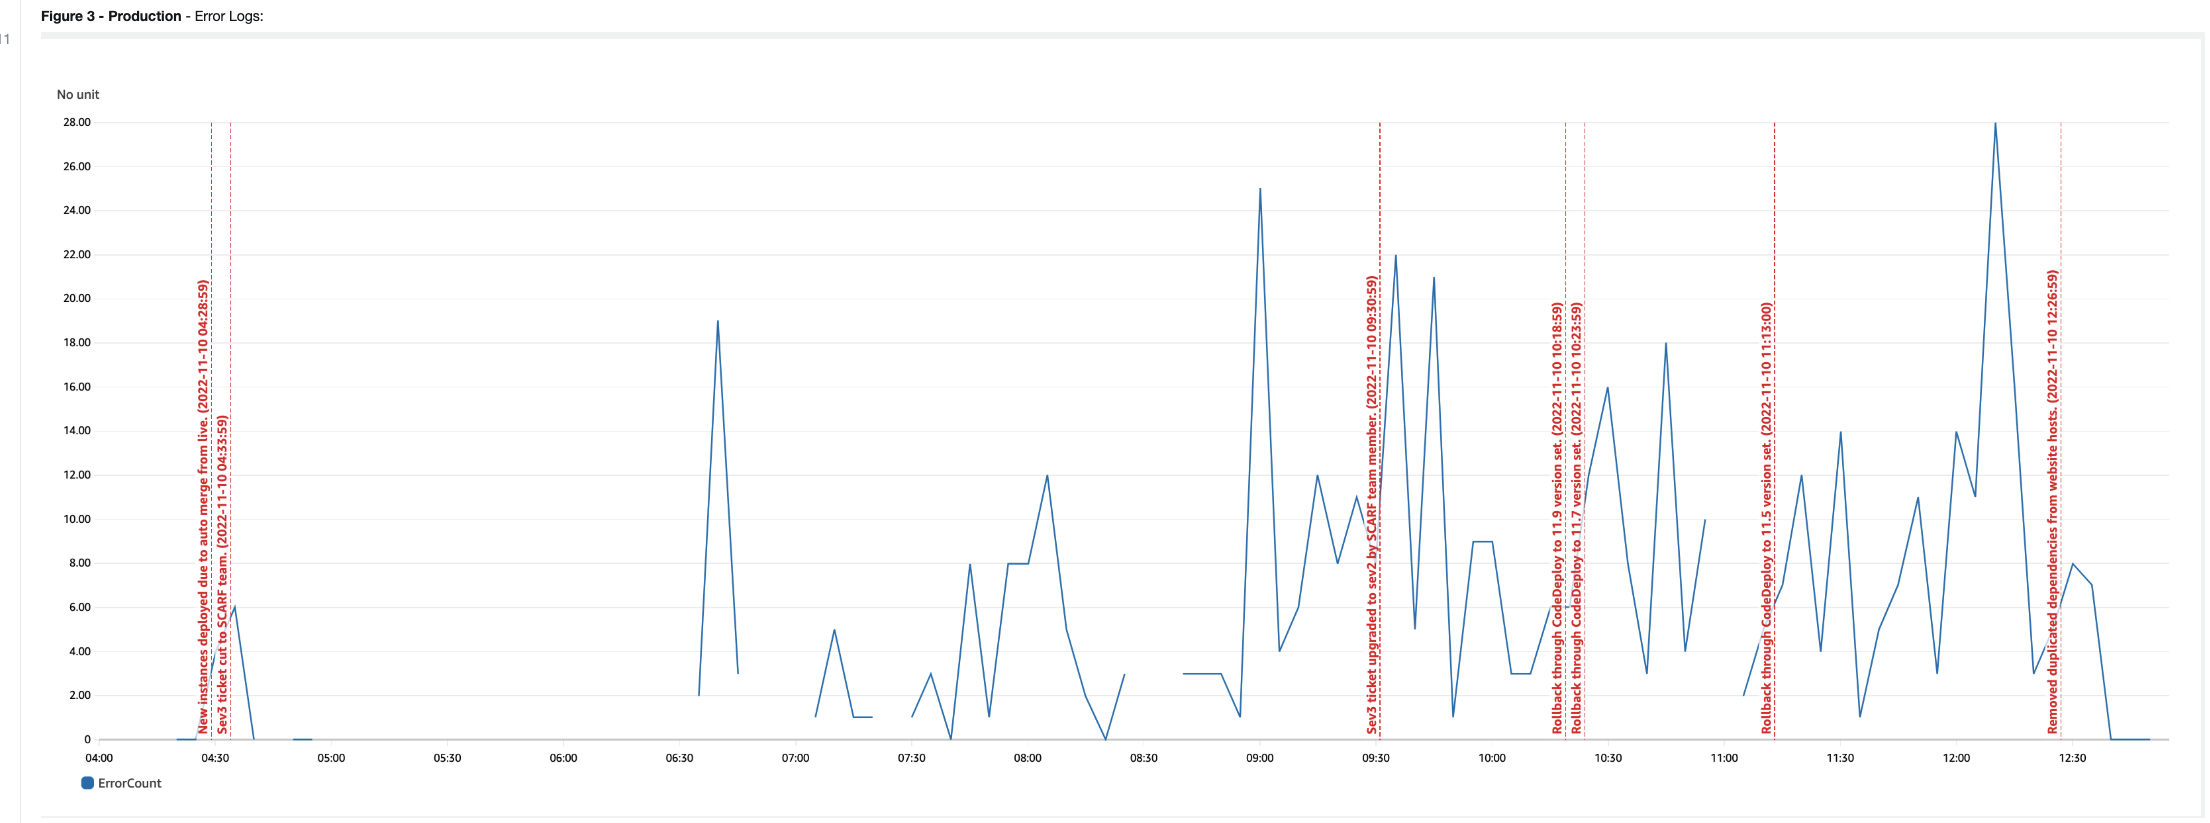 Figure 3 - Production - Error Logs:
11
No unit
28.00
26.00
24.00
22.00
20.00
18.00
16.00
14.00
12.00
10.00
8.00
6.00
4.00
2.00
0
New instances deployed due to auto merge from live. (2022-11-10 04:28:59)
Sev3 ticket cut to SCARF team. (2022-11-10 04:33:59)
Sev3 ticket upgraded to sev2 by SCARF team member. (2022-11-10 09:30:59)
Rollback through CodeDeploy to 11.9 version set. (2022-11-10 10:18:59)
Rollback through CodeDeploy to 11.7 version set. (2022-11-10 10:23:59)
Rollback through CodeDeploy to 11.5 version set. (2022-11-10 11:13:00)
Removed duplicated dependencies from website hosts. (2022-11-10 12:26:59)
04:00 04:30 05:00 05:30 06:00 06:30 07:00 07:30 08:00 08:30 09:00 09:30 10:00 10:30 11:00 11:30 12:00 12:30
ErrorCount